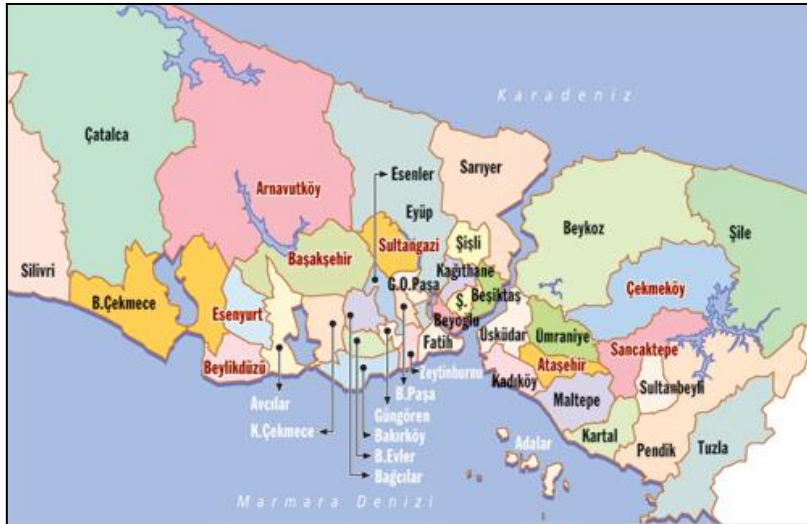 Karadeniz
Çatalca
Esenler
Sarıyer
Arnavutköy
Eyüp
Beykoz
Şile
Sultangazi
Şişli
Silivri
Başakşehir
Kağıthane
B.Çekmece
G.O.Paşa
Çekmeköy
Ş.
Beşiktaş
Esenyurt
Beyoglu
Üsküdar
Ümraniye
Fatih
Sancaktepe
Ataşehir
Beylikdüzü
Zeytinburnu
Kadıköy
Sultanbeyli
B.Paşa
Maltepe
Avcılar
Güngören
K.Çekmece
Bakırköy
Kartal
Adalar
Pendik
Tuzla
B.Evler
Bağcılar
Marmara Denizi